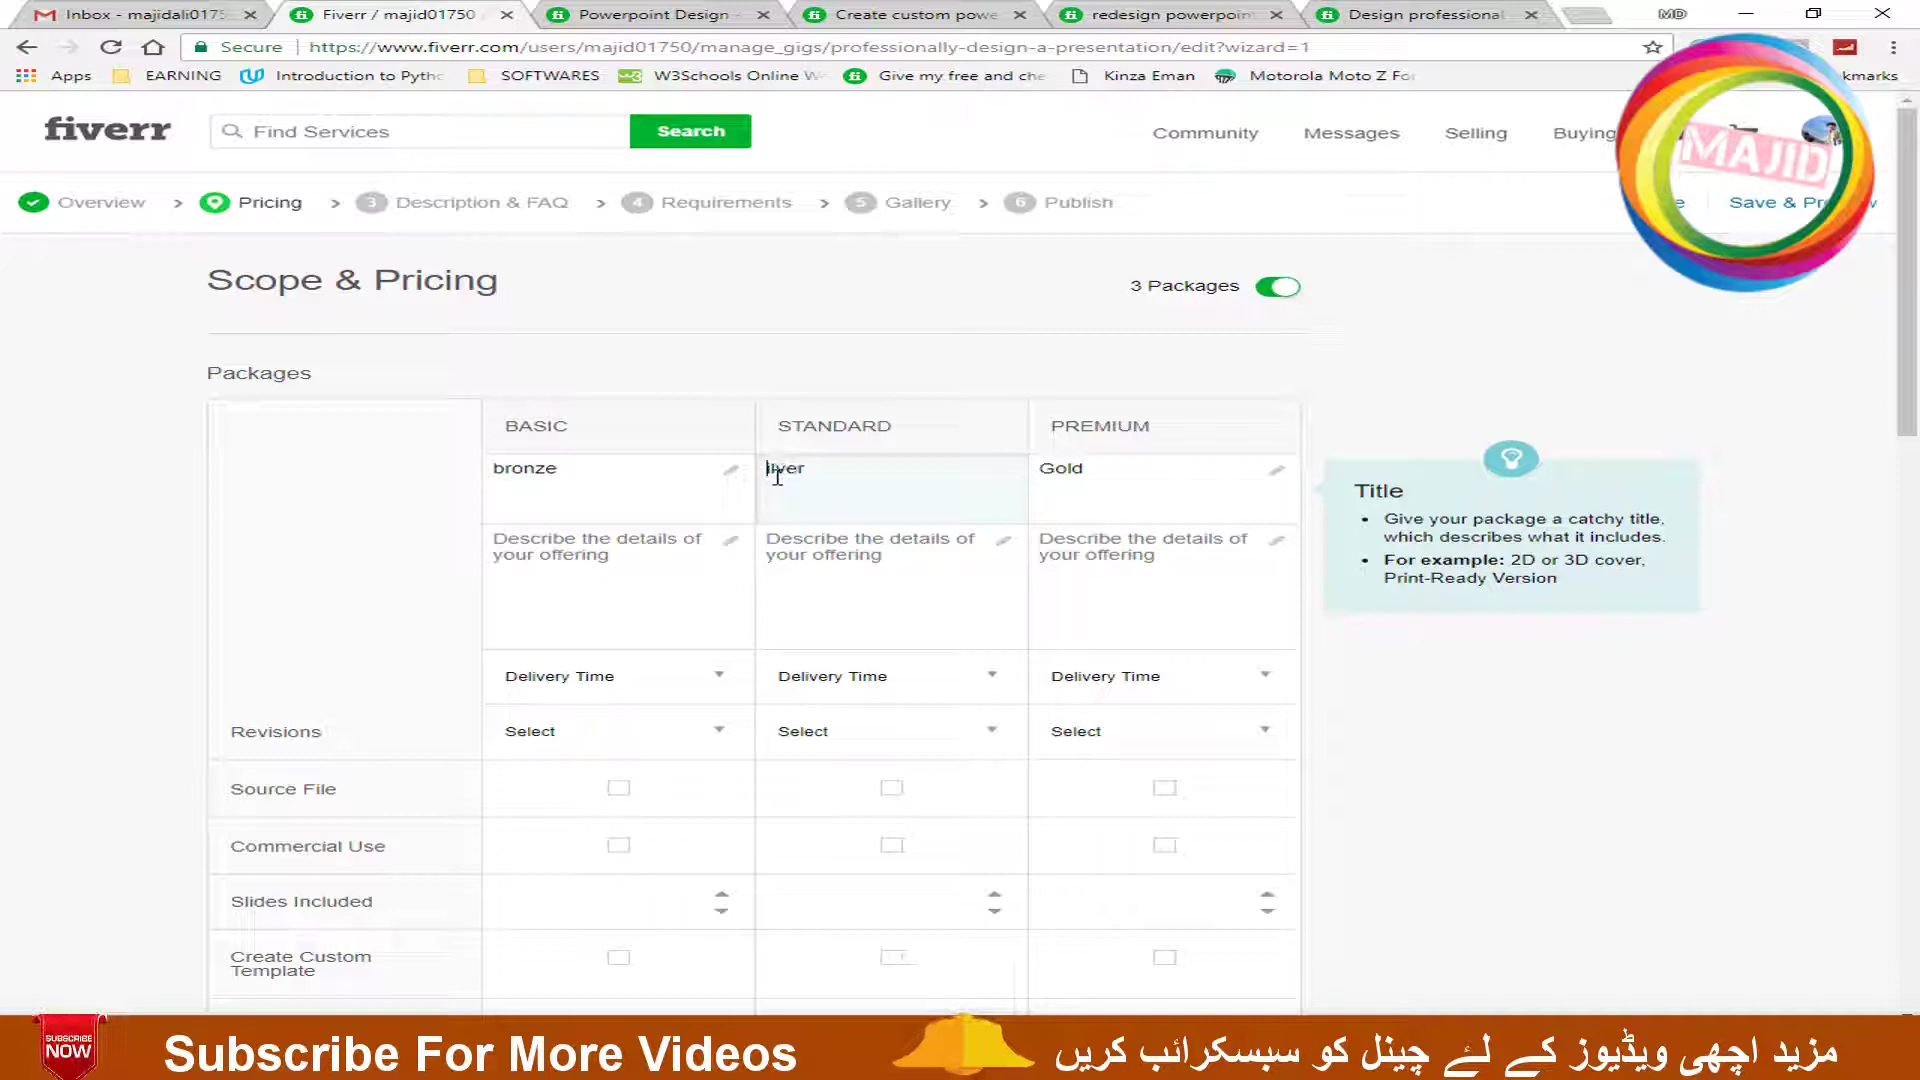 Inbox - majidali0175
Fiverr / majid01750
Powerpoint Design -
Create custom powe
redesign powerpoin
Design professional
MD
Secure
https://www.fiverr.com/users/majid01750/manage_gigs/professionally-design-a-presentation/edit?wizard=1
Apps
EARNING
Introduction to Pytho
SOFTWARES
W3Schools Online W
Give my free and che
Kinza Eman
Motorola Moto Z Fo
kmarks
fiverr
Find Services
Search
Community
Messages
Selling
Buying
MAJID
Overview
Pricing
3 Description & FAQ
4 Requirements
5 Gallery
6 Publish
e
Save & Pr
w
Scope & Pricing
3 Packages
Packages
BASIC
STANDARD
PREMIUM
bronze
ilver
Gold
Title
• Give your package a catchy title,
which describes what it includes.
• For example: 2D or 3D cover,
Print-Ready Version
Describe the details of
your offering
Describe the details of
your offering
Describe the details of
your offering
Delivery Time
Delivery Time
Delivery Time
Revisions
Select
Select
Select
Source File
Commercial Use
Slides Included
Create Custom
Template
SUBSCRIBE
NOW
Subscribe For More Videos
مزید اچھی ویڈیوز کے لئے چینل کو سبسکرائب کریں